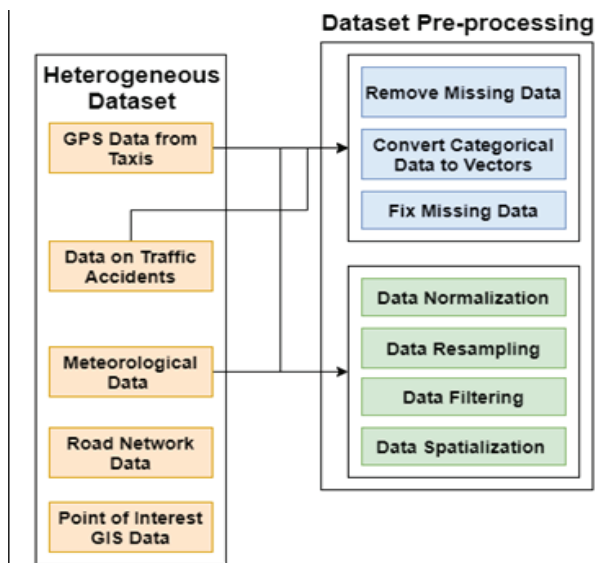 Dataset Pre-processing
Heterogeneous
Dataset
GPS Data from
Taxis
Data on Traffic
Accidents
Meteorological
Data
Road Network
Data
Point of Interest
GIS Data
Remove Missing Data
Convert Categorical
Data to Vectors
Fix Missing Data
Data Normalization
Data Resampling
Data Filtering
Data Spatialization